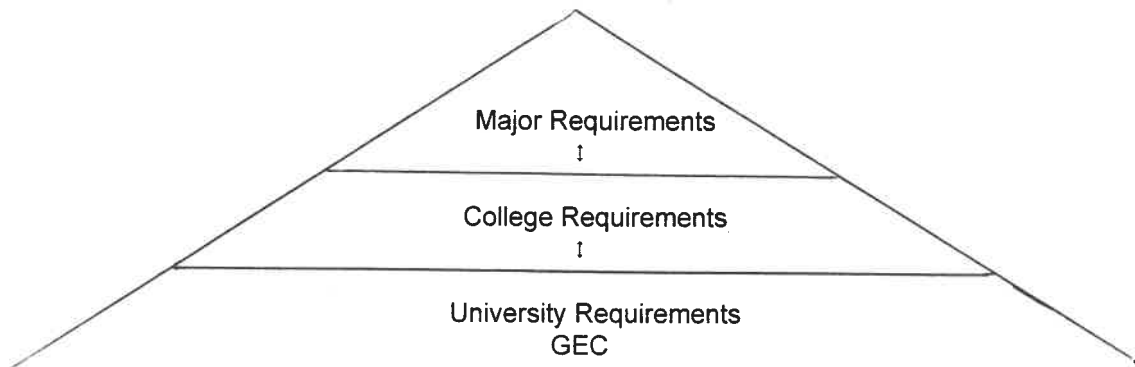 Major Requirements
↕
College Requirements
↕
University Requirements
GEC